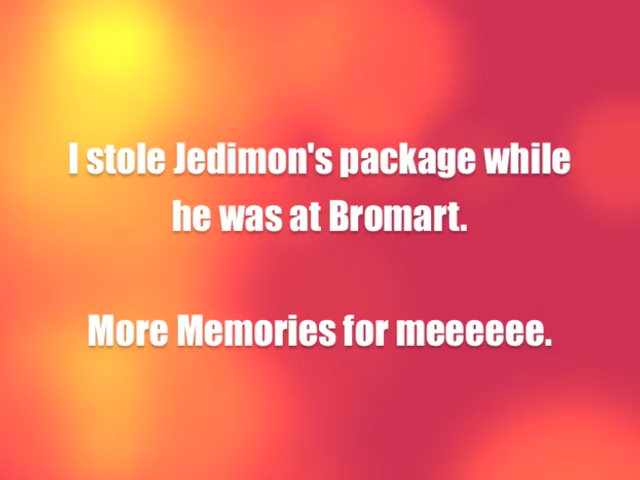 I stole Jedimon's package while
he was at Bromart.
More Memories for meeeeee.